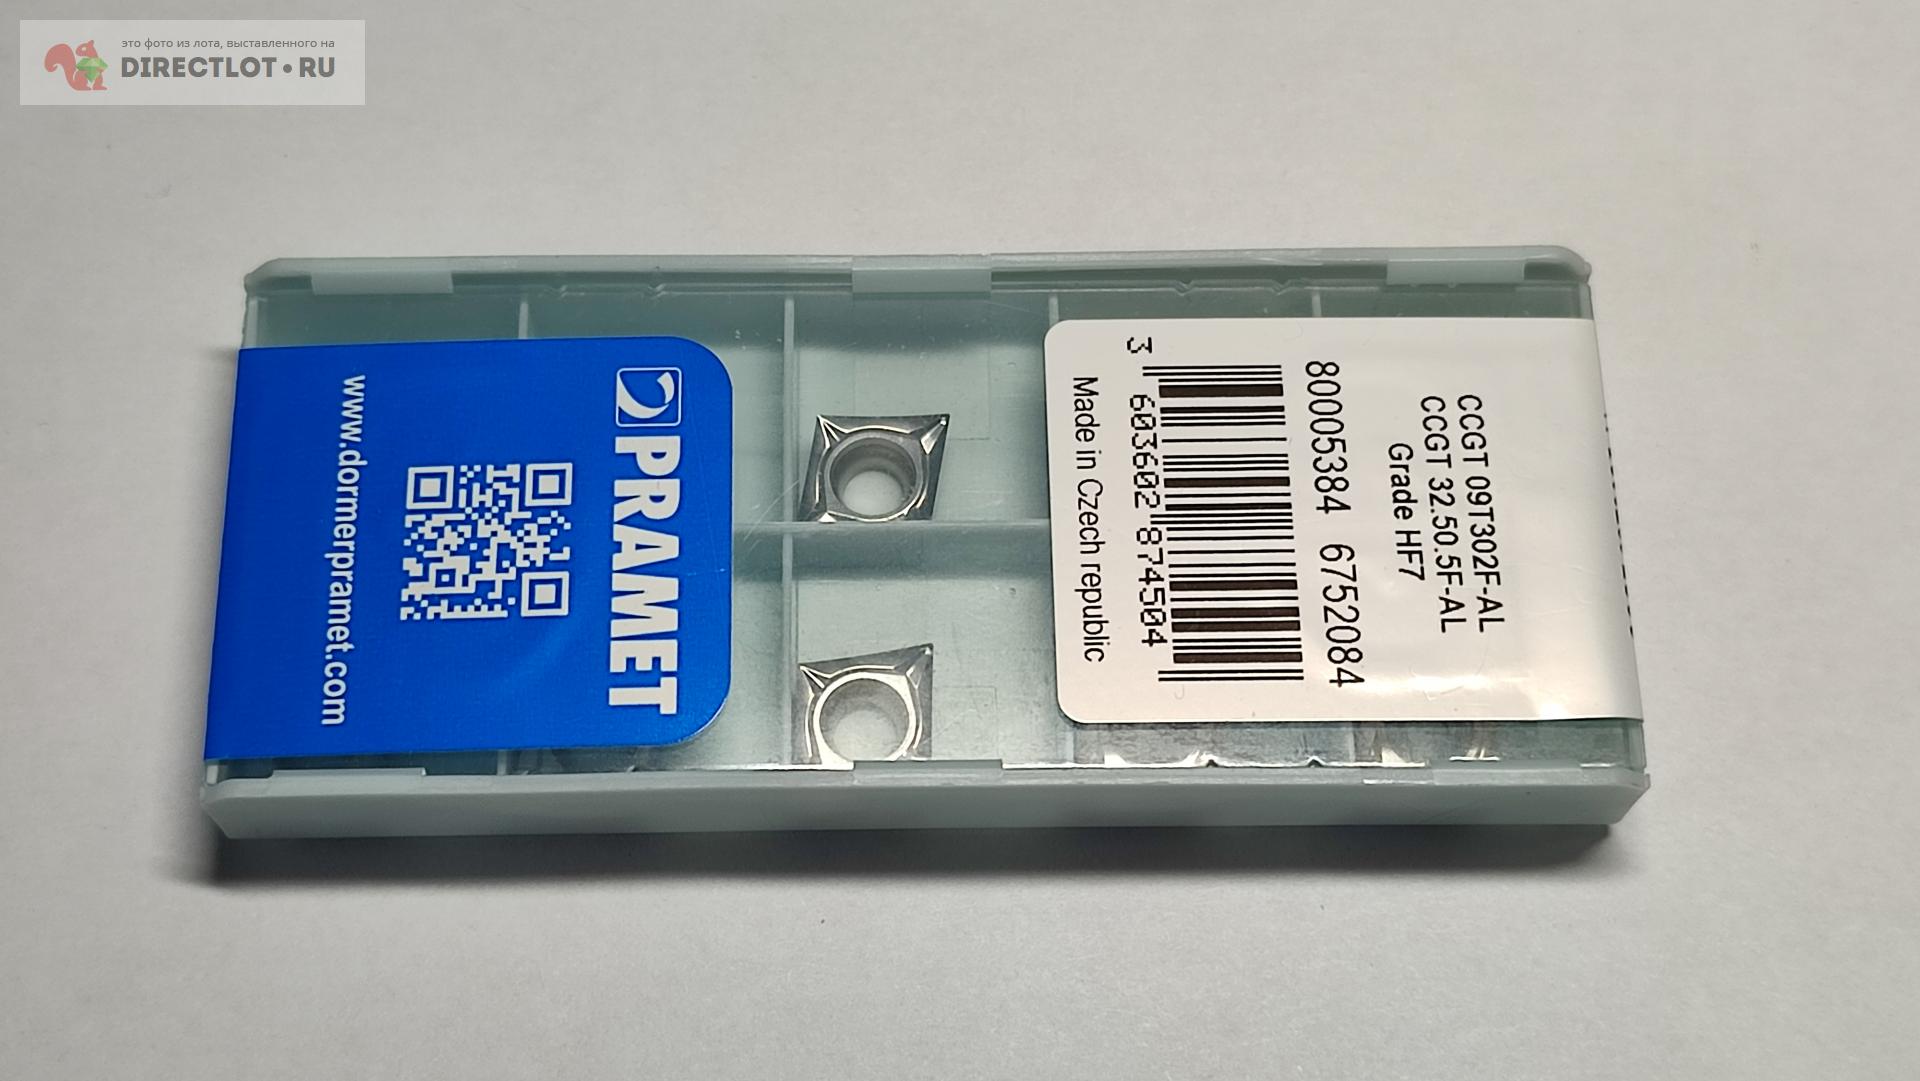 это фото из лота, выставленного на
DIRECTLOT•RU
PRAMET
www.dormerpramet.com
CCGT 09T302F-AL
CCGT 32.50.5F-AL
Grade HF7
80005384 6752084
3 603602 874504
Made in Czech republic